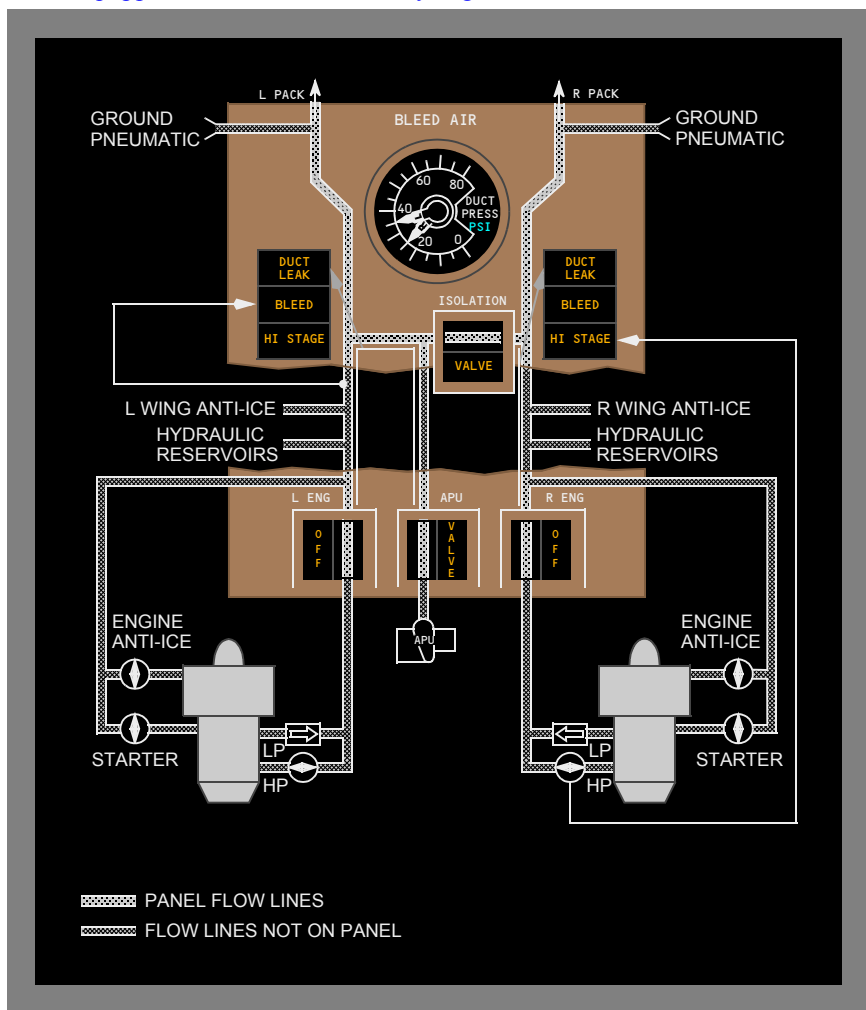 L PACK
R PACK
GROUND
PNEUMATIC
BLEED AIR
GROUND
PNEUMATIC
60
80
40
20
0
DUCT
PRESS
PSI
DUCT
LEAK
BLEED
HI STAGE
ISOLATION
VALVE
DUCT
LEAK
BLEED
HI STAGE
L WING ANTI-ICE
HYDRAULIC
RESERVOIRS
R WING ANTI-ICE
HYDRAULIC
RESERVOIRS
L ENG
APU
R ENG
OFF
VALVE
OFF
APU
ENGINE
ANTI-ICE
STARTER
LP
HP
ENGINE
ANTI-ICE
STARTER
LP
HP
PANEL FLOW LINES
FLOW LINES NOT ON PANEL